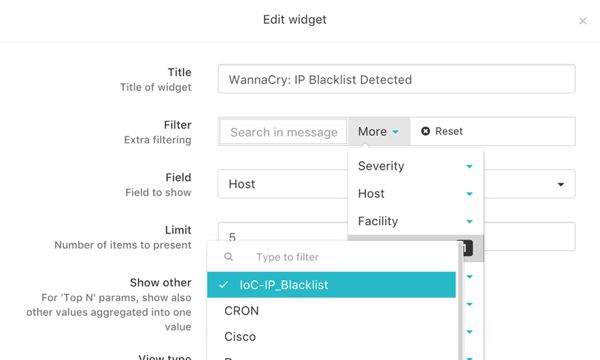 Edit widget
×
Title
Title of widget
WannaCry: IP Blacklist Detected
Filter
Extra filtering
Search in message
More
Reset
Severity
Field
Field to show
Host
Host
Facility
Limit
Number of items to present
5
Type to filter
Show other
For 'Top N' params, show also
other values aggregated into one
value
IoC-IP_Blacklist
CRON
Cisco
View type